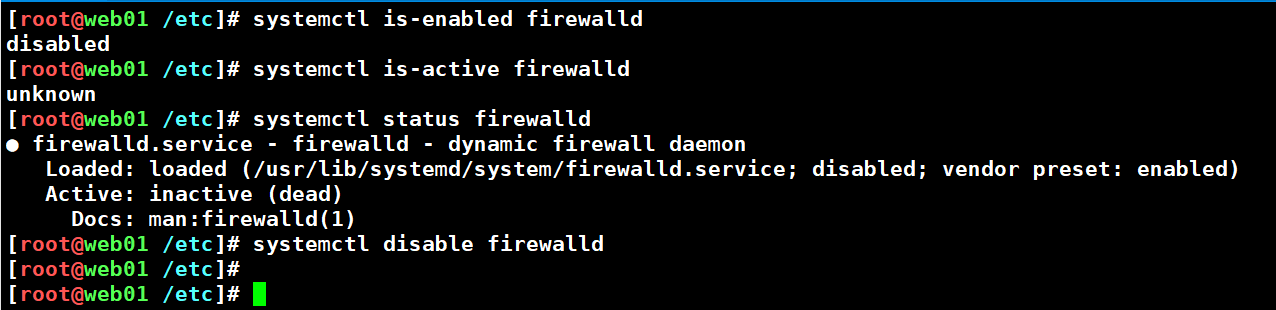 [root@web01 /etc]# systemctl is-enabled firewalld
disabled
[root@web01 /etc]# systemctl is-active firewalld
unknown
[root@web01 /etc]# systemctl status firewalld
● firewalld.service - firewalld - dynamic firewall daemon
   Loaded: loaded (/usr/lib/systemd/system/firewalld.service; disabled; vendor preset: enabled)
   Active: inactive (dead)
     Docs: man:firewalld(1)
[root@web01 /etc]# systemctl disable firewalld
[root@web01 /etc]#
[root@web01 /etc]#